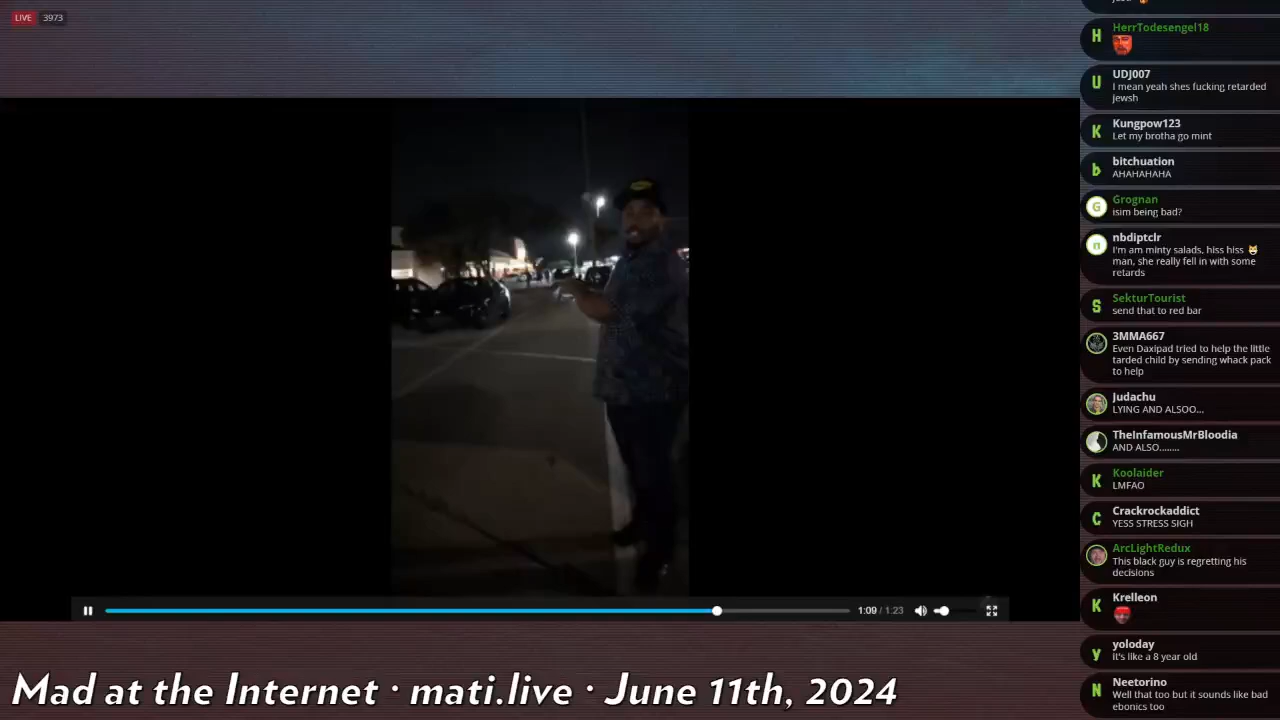 LIVE 3973
HerrTodesengel18
UDJ007
I mean yeah shes fucking retarded
jewsh
Kungpow123
Let my brotha go mint
bitchuation
AHAHAHAHA
Grognan
isim being bad?
nbdiptclr
I'm am minty salads, hiss hiss
man, she really fell in with some
retards
SekturTourist
send that to red bar
3MMA667
Even Daxipad tried to help the little
tarded child by sending whack pack
to help
Judachu
LYING AND ALSOO...
TheInfamousMrBloodia
AND ALSO........
Koolaider
LMFAO
Crackrockaddict
YESS STRESS SIGH
ArcLightRedux
This black guy is regretting his
decisions
Krelleon
yoloday
It's like a 8 year old
Neetorino
Well that too but it sounds like bad
ebonics too
1:09 / 1:23
Mad at the Internet · mati.live · June 11th, 2024